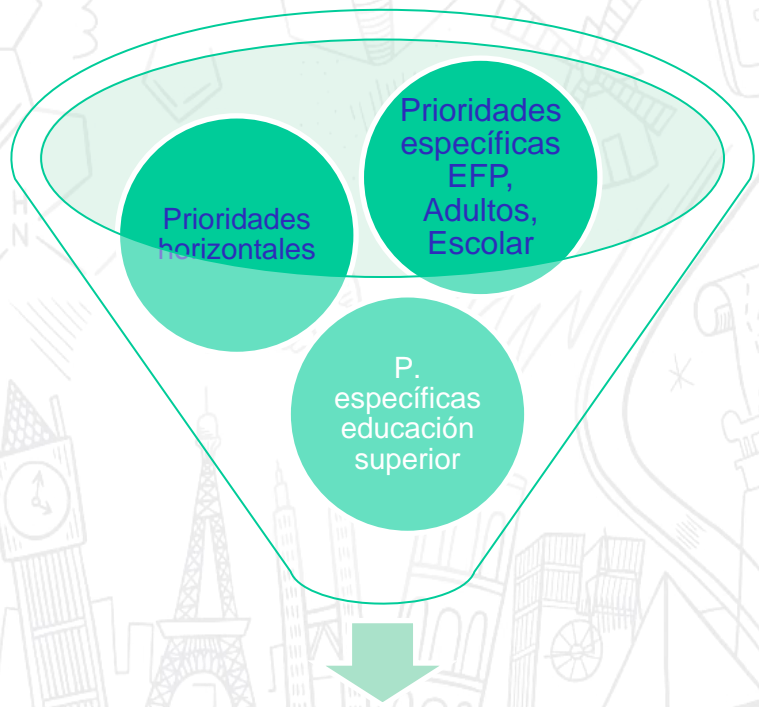 Prioridades
específicas
EFP,
Adultos,
Escolar
Prioridades
horizontales
P.
específicas
educación
superior